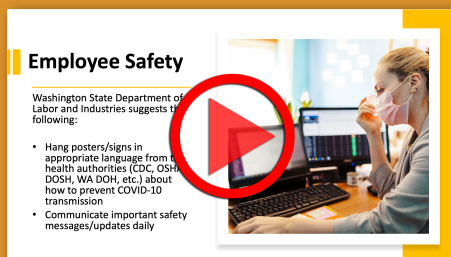 Employee Safety
Washington State Department of
Labor and Industries suggests
following:
• Hang posters/signs in
appropriate language from
health authorities (CDC, OSHA
DOSH, WA DOH, etc.) about
how to prevent COVID-10
transmission
• Communicate important safety
messages/updates daily